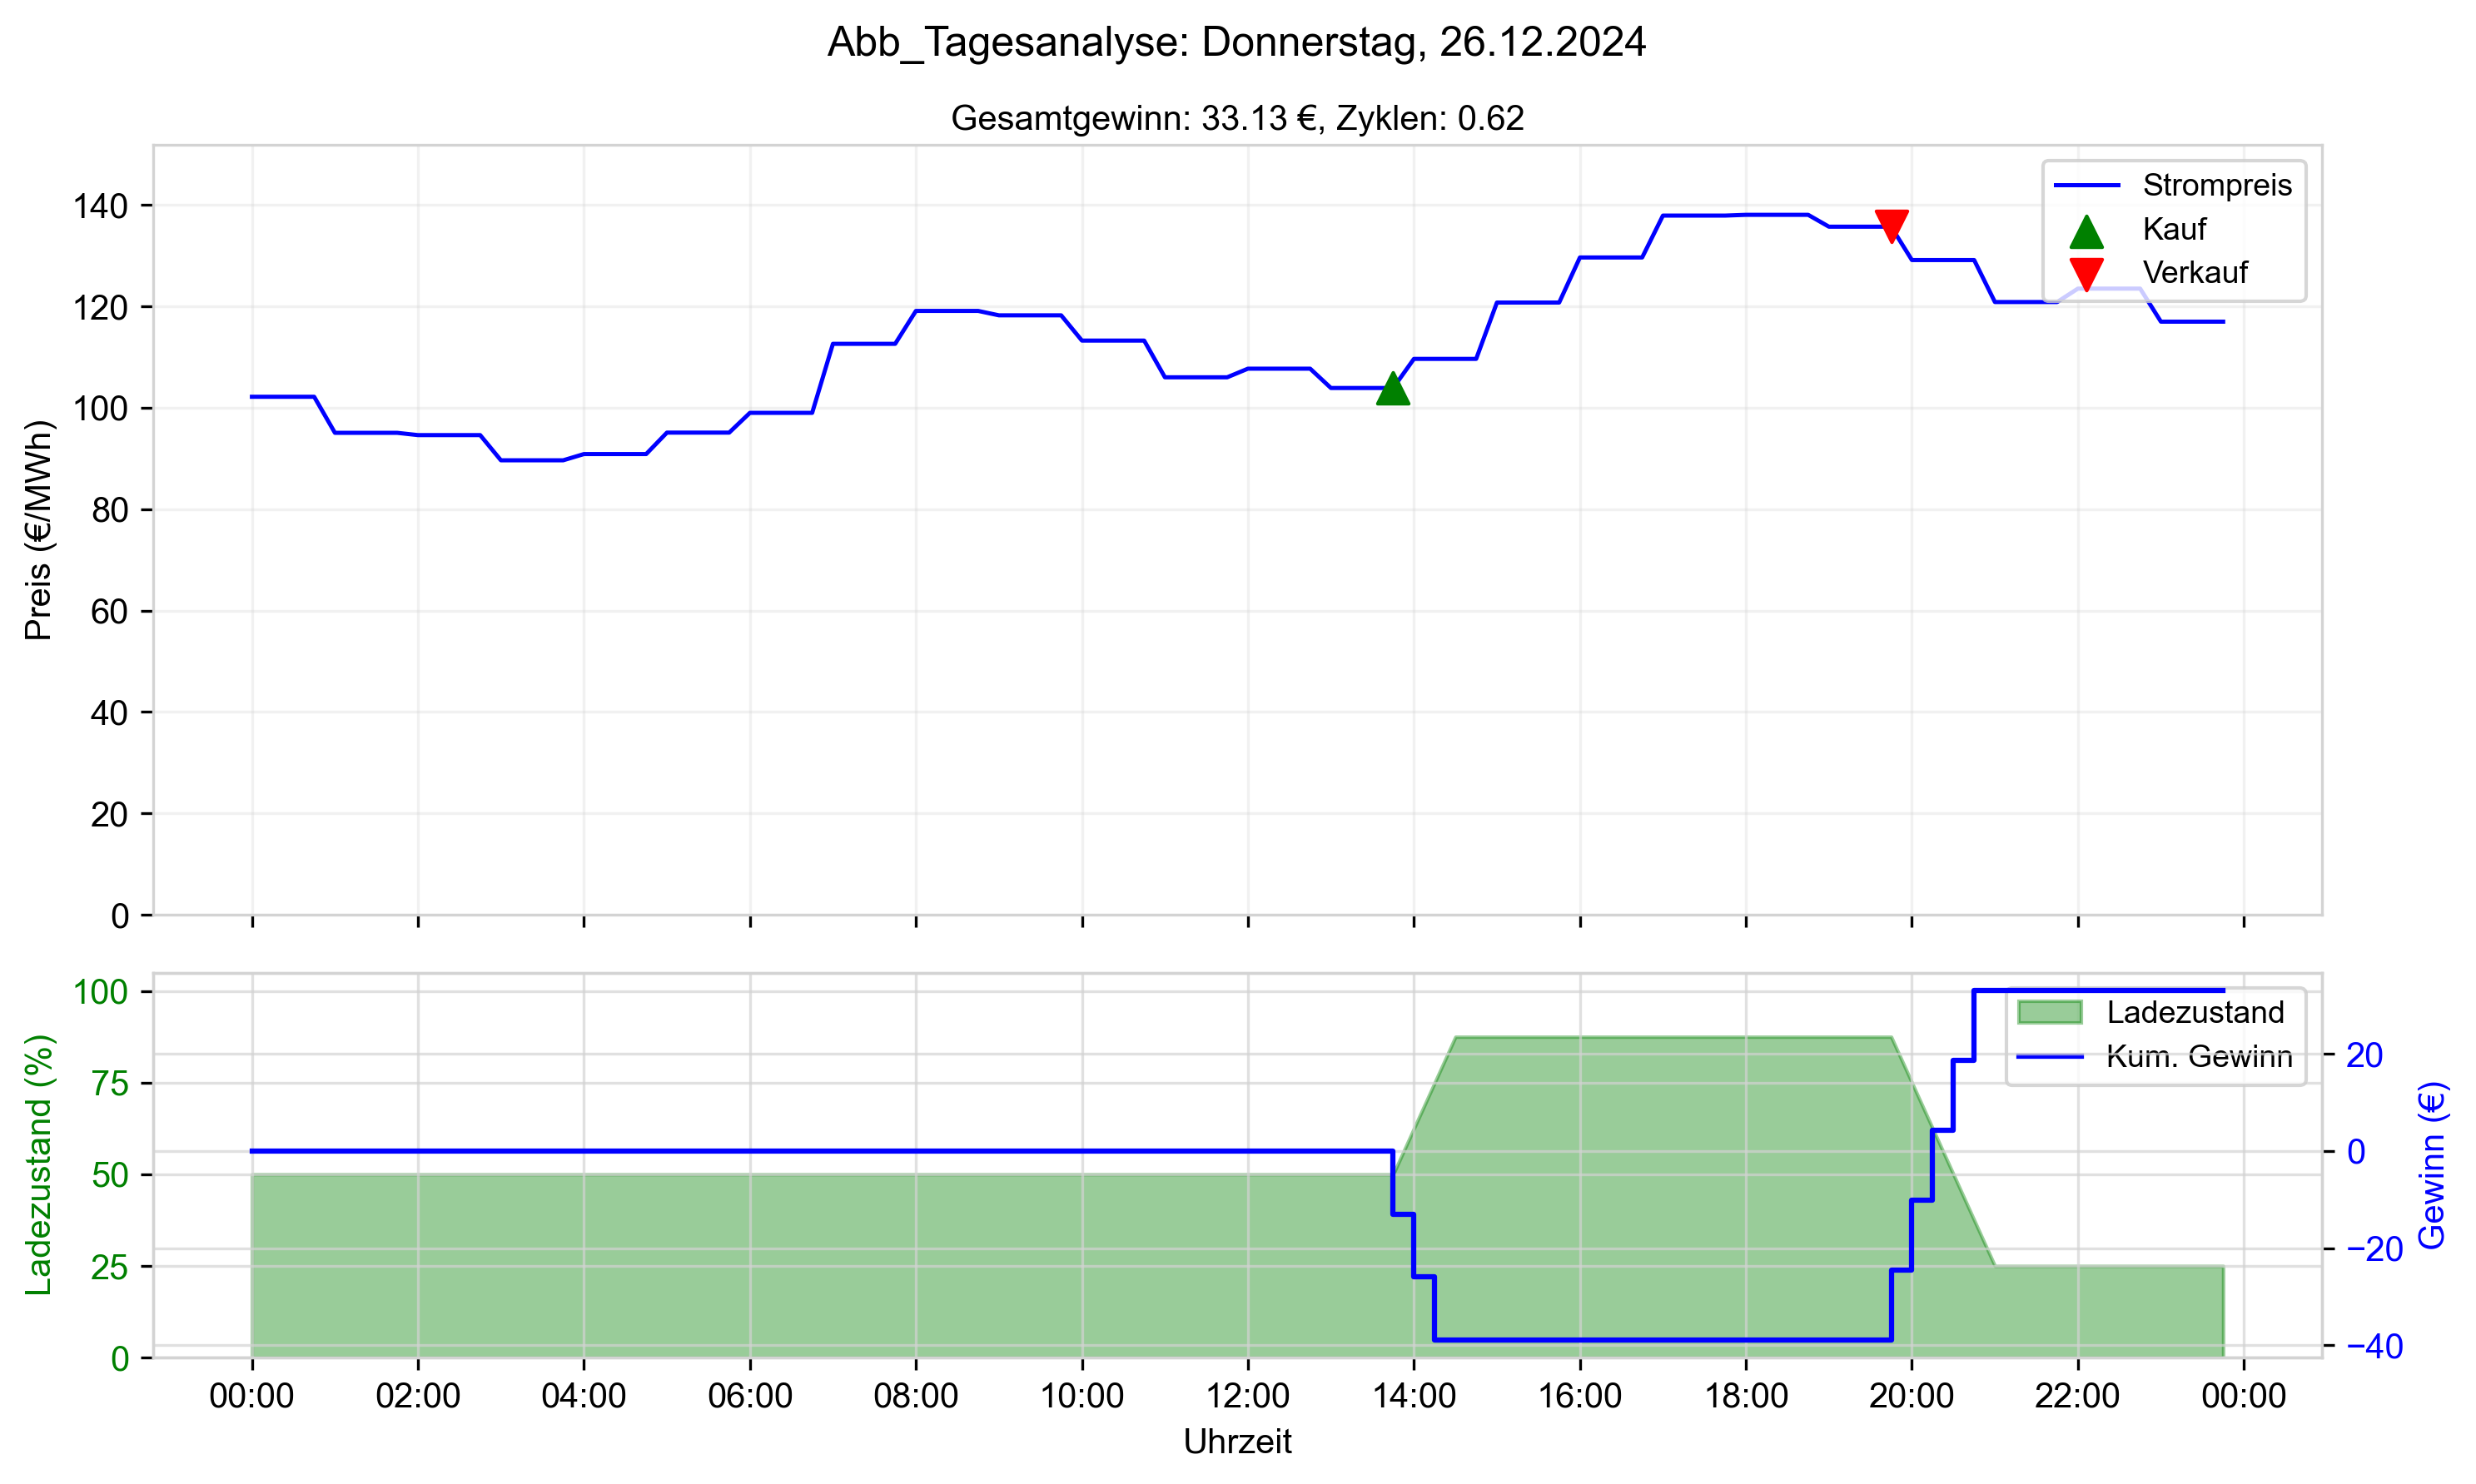 Abb_Tagesanalyse: Donnerstag, 26.12.2024
Gesamtgewinn: 33.13 €, Zyklen: 0.62
Preis (€/MWh)
140
120
100
80
60
40
20
0
Strompreis
Kauf
Verkauf
Ladezustand (%)
100
75
50
25
0
Ladezustand
Kum. Gewinn
20
0
−20
−40
Gewinn (€)
00:00 02:00 04:00 06:00 08:00 10:00 12:00 14:00 16:00 18:00 20:00 22:00 00:00
Uhrzeit